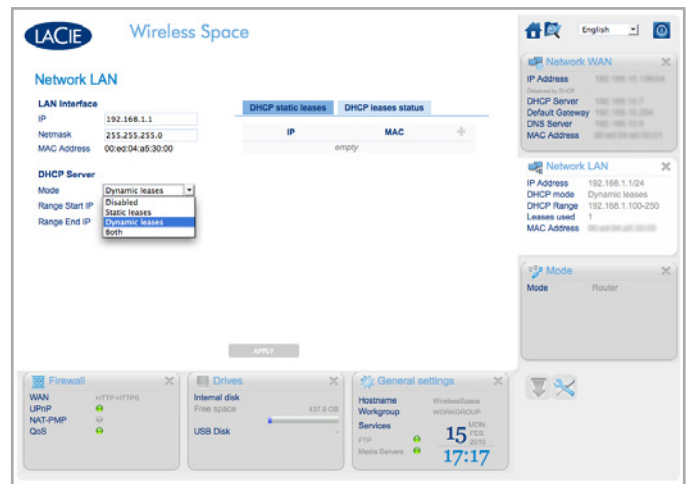 LACIE
Wireless Space
English
Network LAN
LAN Interface
IP 192.168.1.1
Netmask 255.255.255.0
MAC Address 00:ed:04:a5:30:00
DHCP Server
Mode Dynamic leases
Disabled
Static leases
Dynamic leases
Both
Range Start IP
Range End IP
DHCP static leases DHCP leases status
IP MAC
empty
APPLY
Network WAN
IP Address
Obtained by DHCP
DHCP Server
Default Gateway
DNS Server
MAC Address
Network LAN
IP Address 192.168.1.1/24
DHCP mode Dynamic leases
DHCP Range 192.168.1.100-250
Leases used 1
MAC Address
Mode
Mode Router
Firewall
WAN HTTP HTTPS
UPnP
NAT-PMP
QoS
Drives
Internal disk
Free space 437.9 GB
USB Disk -
General settings
Hostname WirelessSpace
Workgroup WORKGROUP
Services
FTP
Media Servers
15 MON. FEB. 2010
17:17